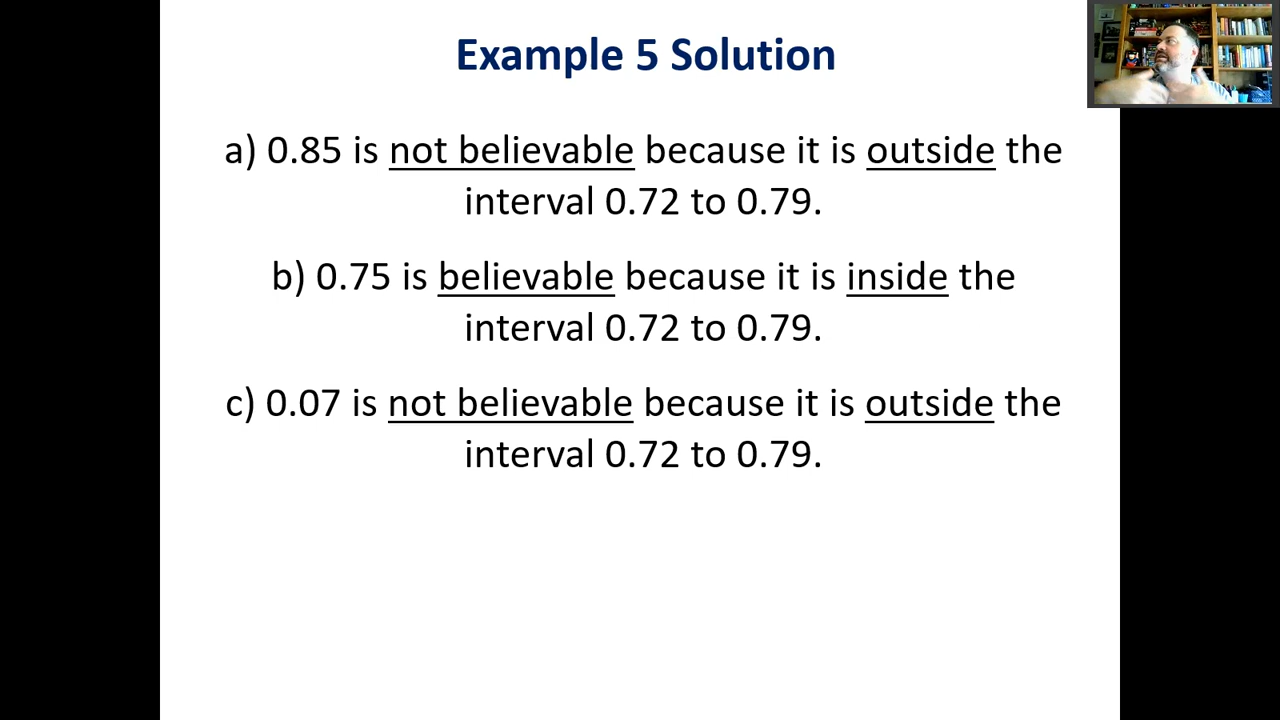 Example 5 Solution
a) 0.85 is not believable because it is outside the
interval 0.72 to 0.79.
b) 0.75 is believable because it is inside the
interval 0.72 to 0.79.
c) 0.07 is not believable because it is outside the
interval 0.72 to 0.79.